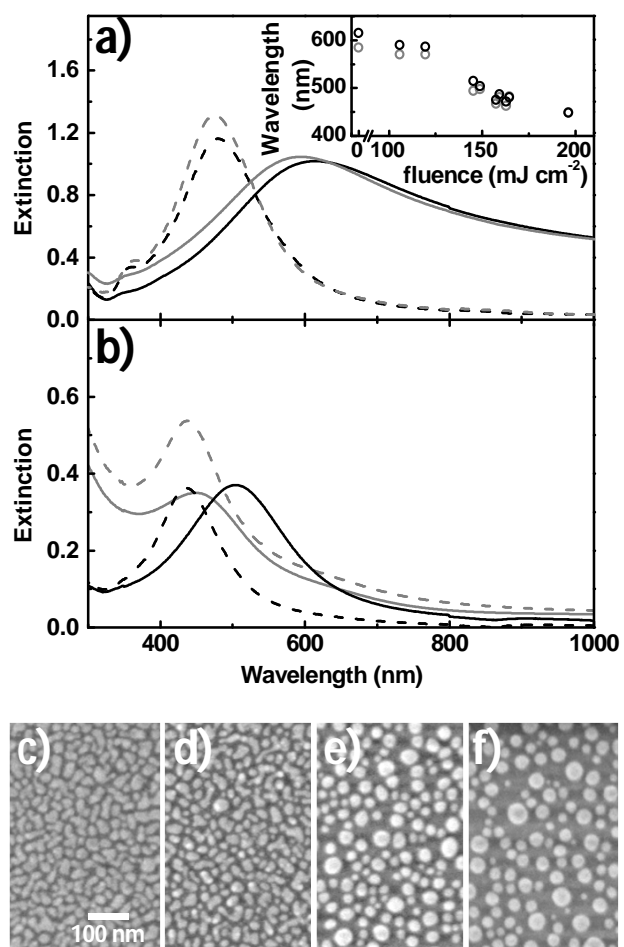 a)
1.6
1.2
0.8
0.4
0.0
Extinction
600
500
400
Wavelength
(nm)
0 100 150 200
fluence (mJ cm-2)
b)
0.6
0.4
0.2
0.0
Extinction
400 600 800 1000
Wavelength (nm)
c) d) e) f)
100 nm